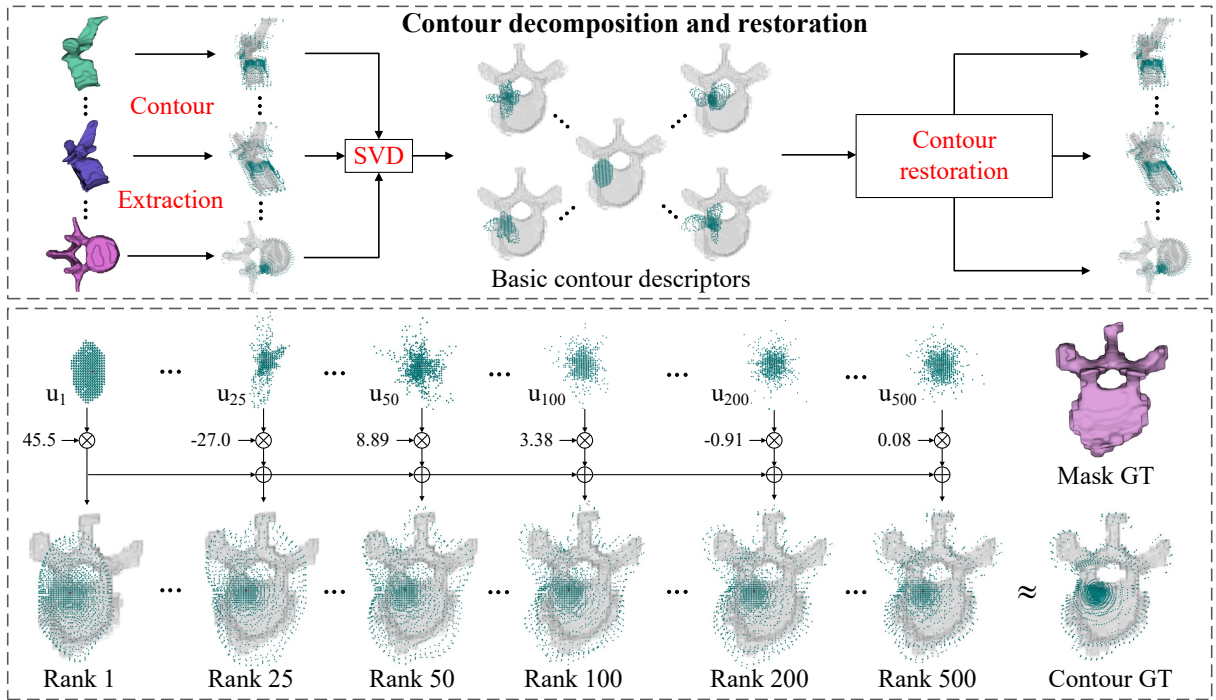 Contour decomposition and restoration
Contour
Extraction
SVD
Basic contour descriptors
Contour
restoration
u1 u25 u50 u100 u200 u500
45.5 -27.0 8.89 3.38 -0.91 0.08
Mask GT
≈
Rank 1 Rank 25 Rank 50 Rank 100 Rank 200 Rank 500 Contour GT